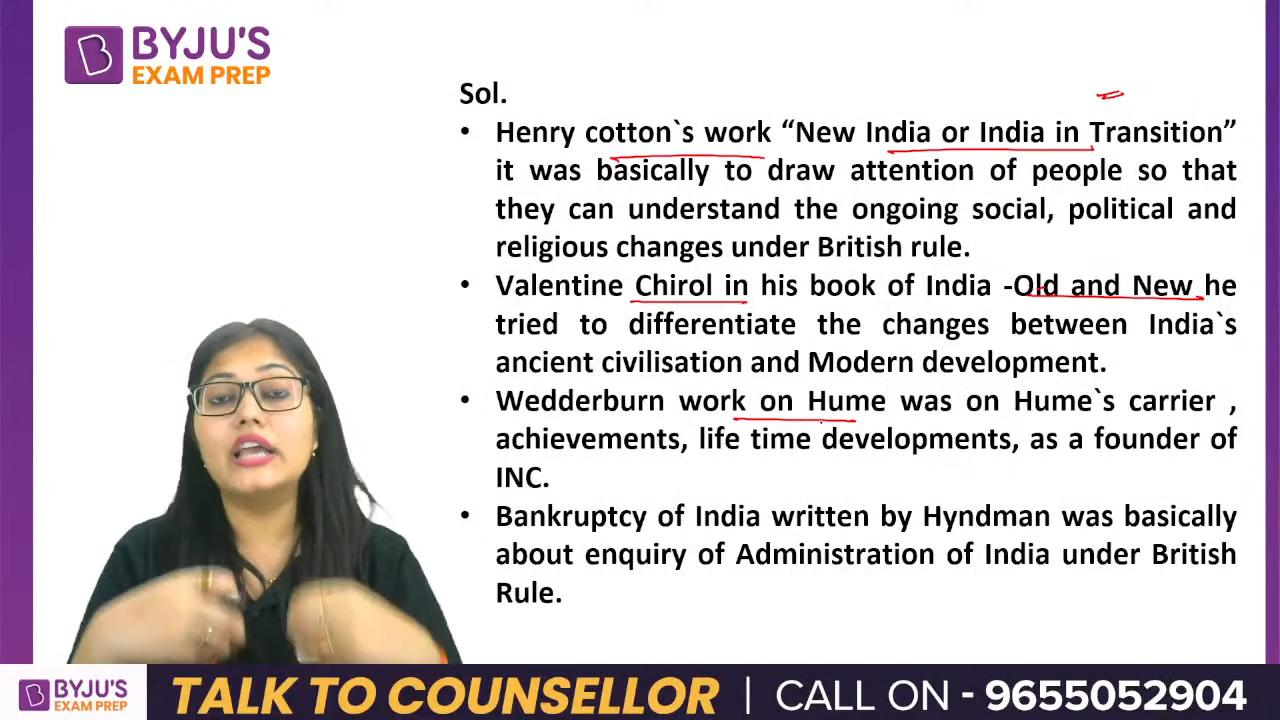 BYJU'S
EXAM PREP
Sol.
• Henry cotton`s work “New India or India in Transition”
it was basically to draw attention of people so that
they can understand the ongoing social, political and
religious changes under British rule.
• Valentine Chirol in his book of India -Old and New he
tried to differentiate the changes between India`s
ancient civilisation and Modern development.
• Wedderburn work on Hume was on Hume`s carrier ,
achievements, life time developments, as a founder of
INC.
• Bankruptcy of India written by Hyndman was basically
about enquiry of Administration of India under British
Rule.
BYJU'S
EXAM PREP
TALK TO COUNSELLOR | CALL ON - 9655052904